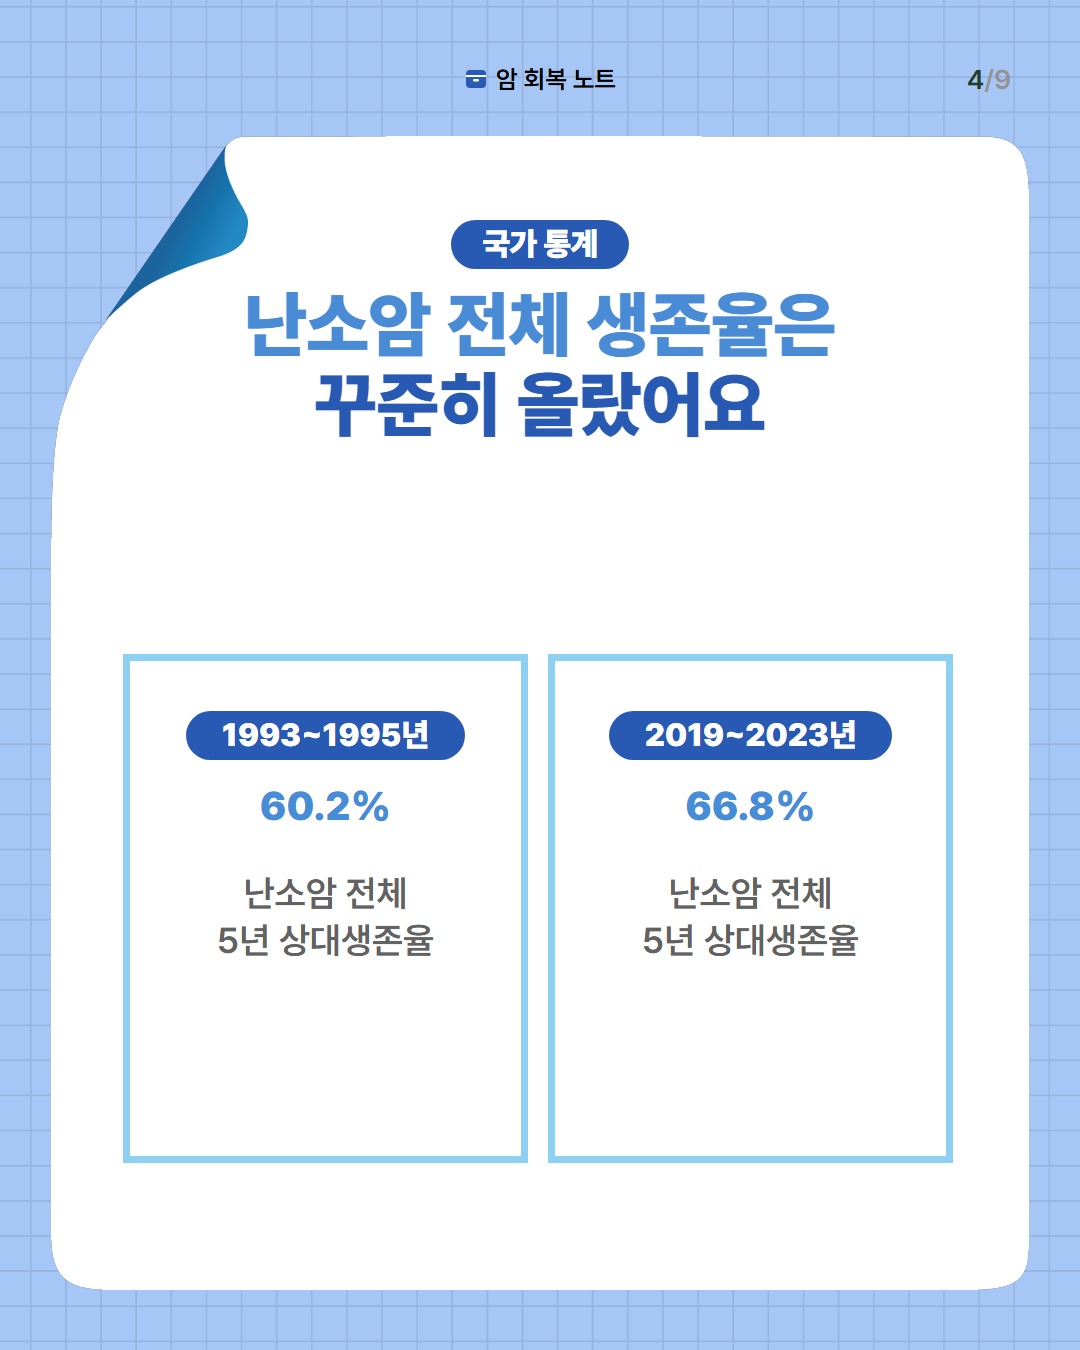 암 회복 노트
4/9
국가 통계
난소암 전체 생존율은
꾸준히 올랐어요
1993~1995년
60.2%
난소암 전체
5년 상대생존율
2019~2023년
66.8%
난소암 전체
5년 상대생존율